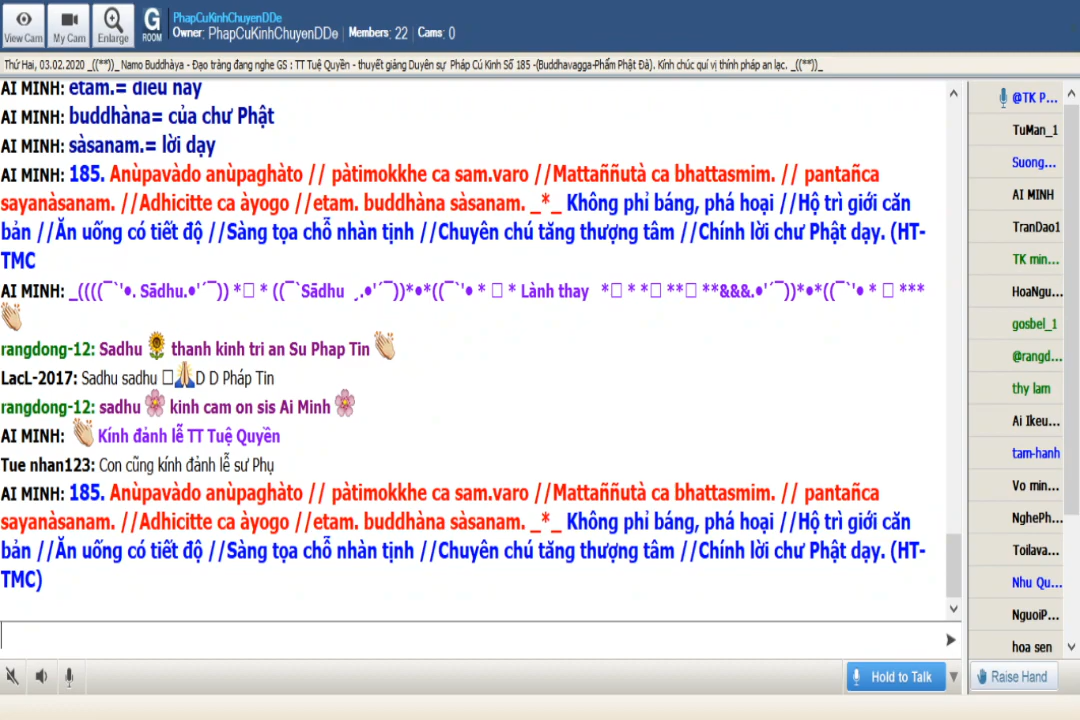 PhapCuKinhChuyenDDe
View Cam My Cam Enlarge G ROOM Owner: PhapCuKinhChuyenDDe Members: 22 Cams: 0
Thứ Hai, 03.02.2020 _((**))_ Namo Buddhàya - Đạo tràng đang nghe GS : TT Tuệ Quyền - thuyết giảng Duyên sự Pháp Cú Kinh Số 185 -(Buddhavagga-Phẩm Phật Đà). Kính chúc quí vị thính pháp an lạc. _((**))_
AI MINH: etam.= điều này
AI MINH: buddhàna= của chư Phật
AI MINH: sàsanam.= lời dạy
AI MINH: 185. Anùpavàdo anùpaghàto // pàtimokkhe ca sam.varo //Mattaññutà ca bhattasmim. // pantañca
sayanàsanam. //Adhicitte ca àyogo //etam. buddhàna sàsanam. _*_ Không phỉ báng, phá hoại //Hộ trì giới căn
bản //Ăn uống có tiết độ //Sàng tọa chỗ nhàn tịnh //Chuyên chú tăng thượng tâm //Chính lời chư Phật dạy. (HT-
TMC
AI MINH: _((((¯`'•. Sādhu.•'´¯)) *□ * ((¯`Sādhu ¸.•'´¯))*•*((¯`'• * □ * Lành thay *□ * *□ **□ **&&&.•'´¯))*•*((¯`'• * □ ***
rangdong-12: Sadhu 🌻 thanh kinh tri an Su Phap Tin 👏
LacL-2017: Sadhu sadhu □🙏D D Pháp Tin
rangdong-12: sadhu 🌸 kinh cam on sis Ai Minh 🌸
AI MINH: 👏 Kính đảnh lễ TT Tuệ Quyền
Tue nhan123: Con cũng kính đảnh lễ sư Phụ
AI MINH: 185. Anùpavàdo anùpaghàto // pàtimokkhe ca sam.varo //Mattaññutà ca bhattasmim. // pantañca
sayanàsanam. //Adhicitte ca àyogo //etam. buddhàna sàsanam. _*_ Không phỉ báng, phá hoại //Hộ trì giới căn
bản //Ăn uống có tiết độ //Sàng tọa chỗ nhàn tịnh //Chuyên chú tăng thượng tâm //Chính lời chư Phật dạy. (HT-
TMC)
@TK P...
TuMan_1
Suong...
AI MINH
TranDao1
TK min...
HoaNgu...
gosbel_1
@rangd...
thy lam
Ai Ikeu...
tam-hanh
Vo min...
NghePh...
Toilava...
Nhu Qu...
NguoiP...
hoa sen
Hold to Talk
Raise Hand